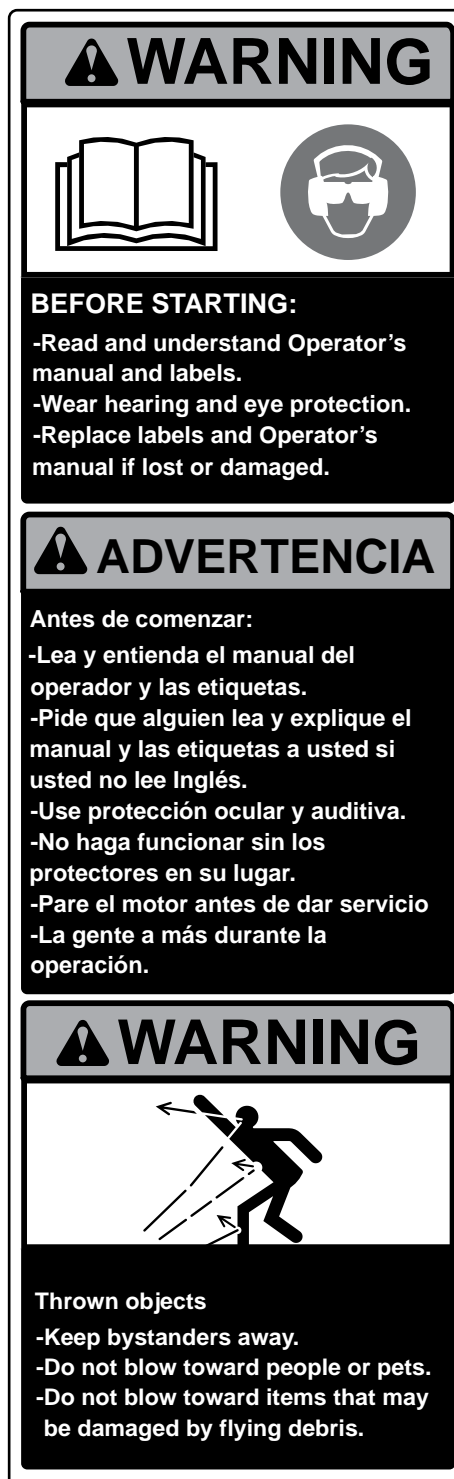 WARNING
BEFORE STARTING:
-Read and understand Operator’s
manual and labels.
-Wear hearing and eye protection.
-Replace labels and Operator’s
manual if lost or damaged.
ADVERTENCIA
Antes de comenzar:
-Lea y entienda el manual del
operador y las etiquetas.
-Pide que alguien lea y explique el
manual y las etiquetas a usted si
usted no lee Inglés.
-Use protección ocular y auditiva.
-No haga funcionar sin los
protectores en su lugar.
-Pare el motor antes de dar servicio
-La gente a más durante la
operación.
WARNING
Thrown objects
-Keep bystanders away.
-Do not blow toward people or pets.
-Do not blow toward items that may
be damaged by flying debris.